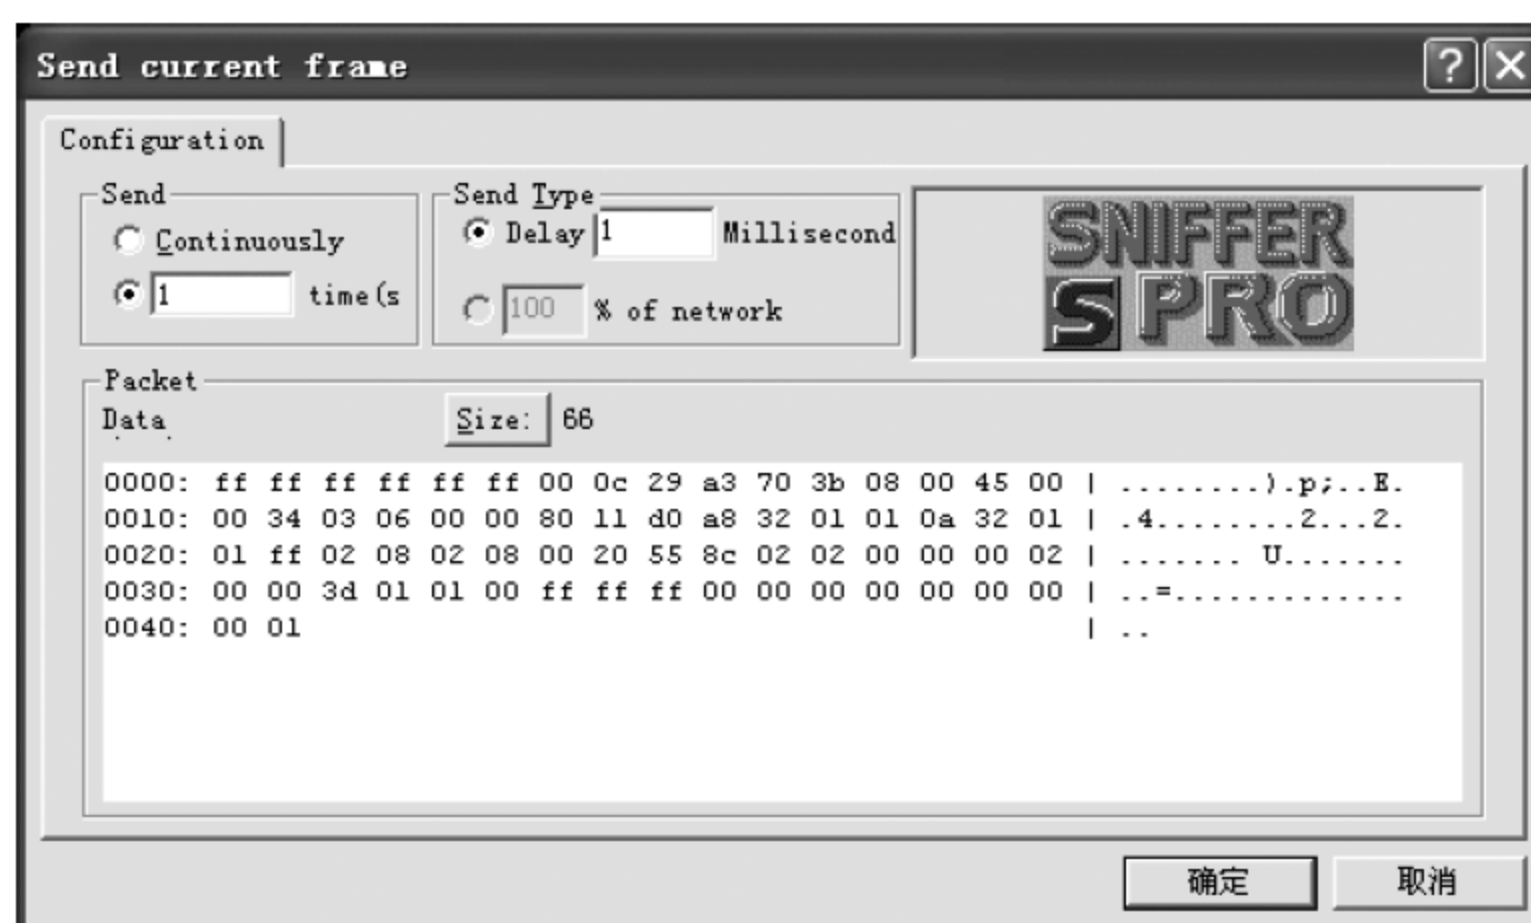 Send current frame
Configuration
Send
Continuously
1 time(s
Send Type
Delay 1 Millisecond
100 % of network
SNIFFER
S PRO
Packet
Data
Size: 66
0000: ff ff ff ff ff ff 00 0c 29 a3 70 3b 08 00 45 00 | ........).p;..E.
0010: 00 34 03 06 00 00 80 11 d0 a8 32 01 01 0a 32 01 | .4........2...2.
0020: 01 ff 02 08 02 08 00 20 55 8c 02 02 00 00 00 02 | ....... U.......
0030: 00 00 3d 01 01 00 ff ff ff 00 00 00 00 00 00 00 | ..=.............
0040: 00 01 | ..
确定
取消